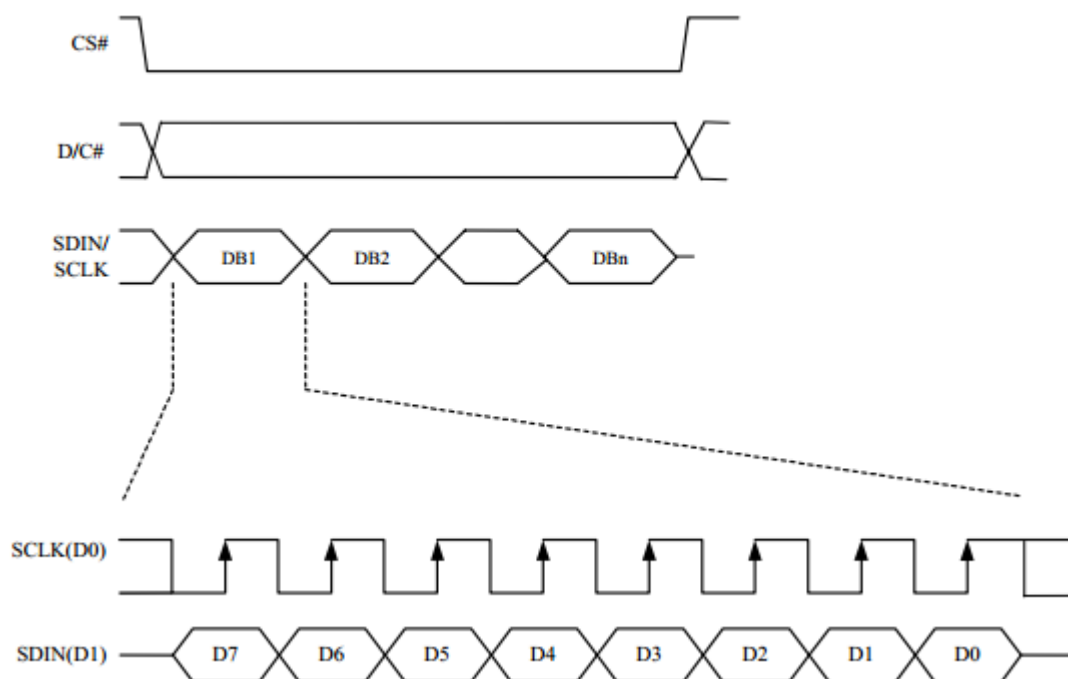 CS#
D/C#
SDIN/
SCLK
DB1 DB2 DBn
SCLK(D0)
SDIN(D1) D7 D6 D5 D4 D3 D2 D1 D0